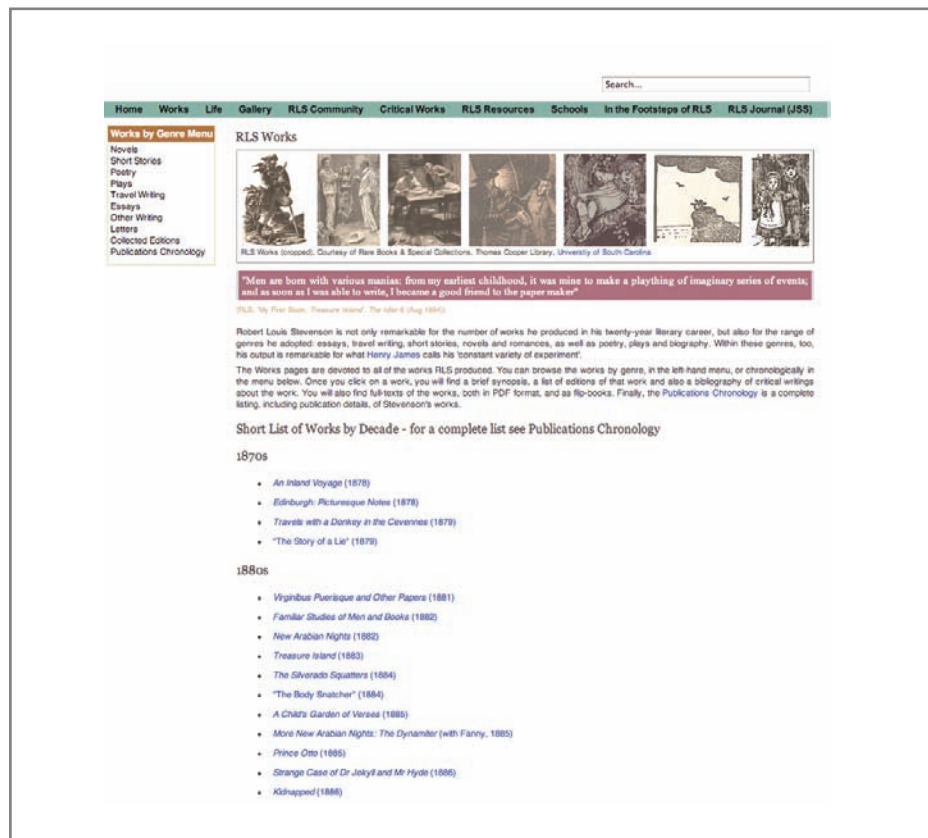 Search...
Home Works Life Gallery RLS Community Critical Works RLS Resources Schools In the Footsteps of RLS RLS Journal (JSS)
Works by Genre Menu
Novels
Short Stories
Poetry
Plays
Travel Writing
Essays
Other Writing
Letters
Collected Editions
Publications Chronology
RLS Works
RLS Works (cropped). Courtesy of Rare Books & Special Collections, Thomas Cooper Library, University of South Carolina
"Men are born with various manias: from my earliest childhood, it was mine to make a plaything of imaginary series of events;
and as soon as I was able to write, I became a good friend to the paper maker"
(RLS, 'My First Book: Treasure Island', The Idler 6 (Aug 1894))
Robert Louis Stevenson is not only remarkable for the number of works he produced in his twenty-year literary career, but also for the range of
genres he adopted: essays, travel writing, short stories, novels and romances, as well as poetry, plays and biography. Within these genres, too,
his output is remarkable for what Henry James calls his 'constant variety of experiment'.
The Works pages are devoted to all of the works RLS produced. You can browse the works by genre, in the left-hand menu, or chronologically in
the menu below. Once you click on a work, you will find a brief synopsis, a list of editions of that work and also a bibliography of critical writings
about the work. You will also find full-texts of the works, both in PDF format, and as flip-books. Finally, the Publications Chronology is a complete
listing, including publication details, of Stevenson's works.
Short List of Works by Decade - for a complete list see Publications Chronology
1870s
• An Inland Voyage (1878)
• Edinburgh: Picturesque Notes (1878)
• Travels with a Donkey in the Cevennes (1879)
• "The Story of a Lie" (1879)
1880s
• Virginibus Puerisque and Other Papers (1881)
• Familiar Studies of Men and Books (1882)
• New Arabian Nights (1882)
• Treasure Island (1883)
• The Silverado Squatters (1884)
• "The Body Snatcher" (1884)
• A Child's Garden of Verses (1885)
• More New Arabian Nights: The Dynamiter (with Fanny, 1885)
• Prince Otto (1885)
• Strange Case of Dr Jekyll and Mr Hyde (1886)
• Kidnapped (1886)